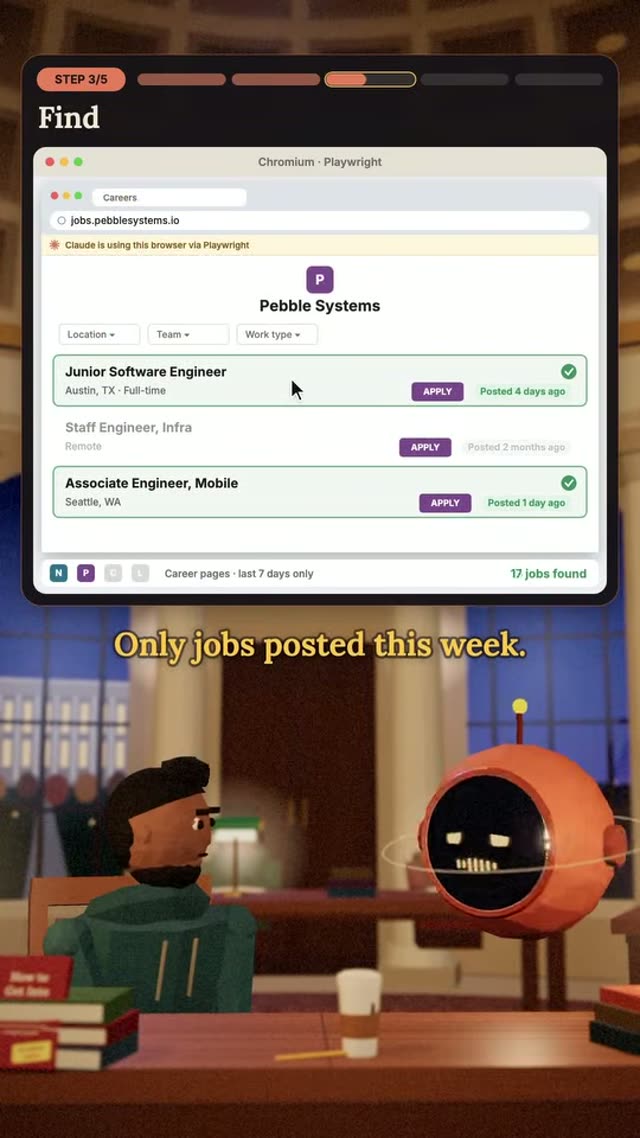 STEP 3/5
Find
Chromium · Playwright
Careers
jobs.pebblesystems.io
Claude is using this browser via Playwright
P
Pebble Systems
Location
Team
Work type
Junior Software Engineer
Austin, TX · Full-time
APPLY
Posted 4 days ago
Staff Engineer, Infra
Remote
APPLY
Posted 2 months ago
Associate Engineer, Mobile
Seattle, WA
APPLY
Posted 1 day ago
N P C L
Career pages · last 7 days only
17 jobs found
Only jobs posted this week.
How to
Get Jobs